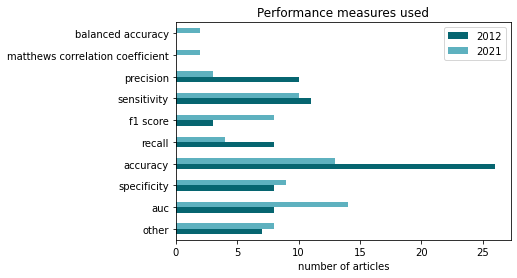 Performance measures used
balanced accuracy
matthews correlation coefficient
precision
sensitivity
f1 score
recall
accuracy
specificity
auc
other
2012
2021
0 5 10 15 20 25
number of articles